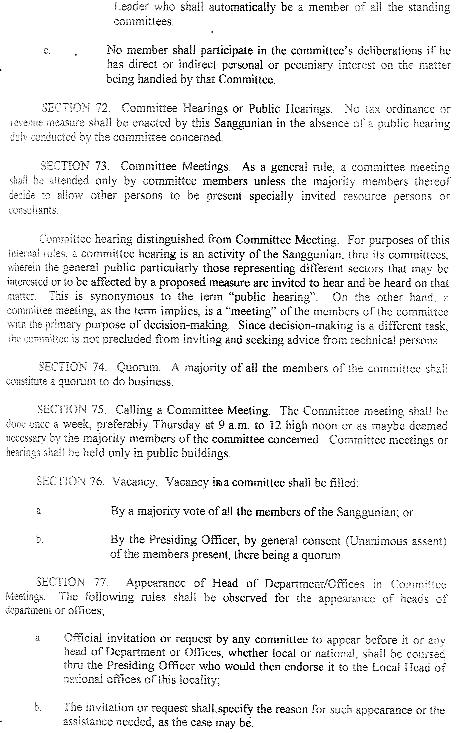 Leader who shall automatically be a member of all the standing
committees.
c. No member shall participate in the committee's deliberations if he
has direct or indirect personal or pecuniary interest on the matter
being handled by that Committee.
SECTION 72. Committee Hearings or Public Hearings. No tax ordinance or
revenue measure shall be enacted by this Sanggunian in the absence of a public hearing
duly conducted by the committee concerned.
SECTION 73. Committee Meetings. As a general rule, a committee meeting
shall be attended only by committee members unless the majority members thereof
decide to allow other persons to be present specially invited resource persons or
consultants.
Committee hearing distinguished from Committee Meeting. For purposes of this
internal rules, a committee hearing is an activity of the Sanggunian, thru its committees,
wherein the general public particularly those representing different sectors that may be
interested or to be affected by a proposed measure are invited to hear and be heard on that
matter. This is synonymous to the term "public hearing". On the other hand, a
committee meeting, as the term implies, is a "meeting" of the members of the committee
with the primary purpose of decision-making. Since decision-making is a different task,
the committee is not precluded from inviting and seeking advice from technical persons.
SECTION 74. Quorum. A majority of all the members of the committee shall
constitute a quorum to do business.
SECTION 75. Calling a Committee Meeting. The Committee meeting shall be
done once a week, preferably Thursday at 9 a.m. to 12 high noon or as maybe deemed
necessary by the majority members of the committee concerned. Committee meetings or
hearings shall be held only in public buildings.
SECTION 76. Vacancy. Vacancy in a committee shall be filled:
a. By a majority vote of all the members of the Sanggunian; or
b. By the Presiding Officer, by general consent (Unanimous assent)
of the members present, there being a quorum.
SECTION 77. Appearance of Head of Department/Offices in Committee
Meetings. The following rules shall be observed for the appearance of heads of
department or offices;
a. Official invitation or request by any committee to appear before it or any
head of Department or Offices, whether local or national, shall be coursed
thru the Presiding Officer who would then endorse it to the Local Head of
national offices of this locality;
b. The invitation or request shall specify the reason for such appearance or the
assistance needed, as the case may be.